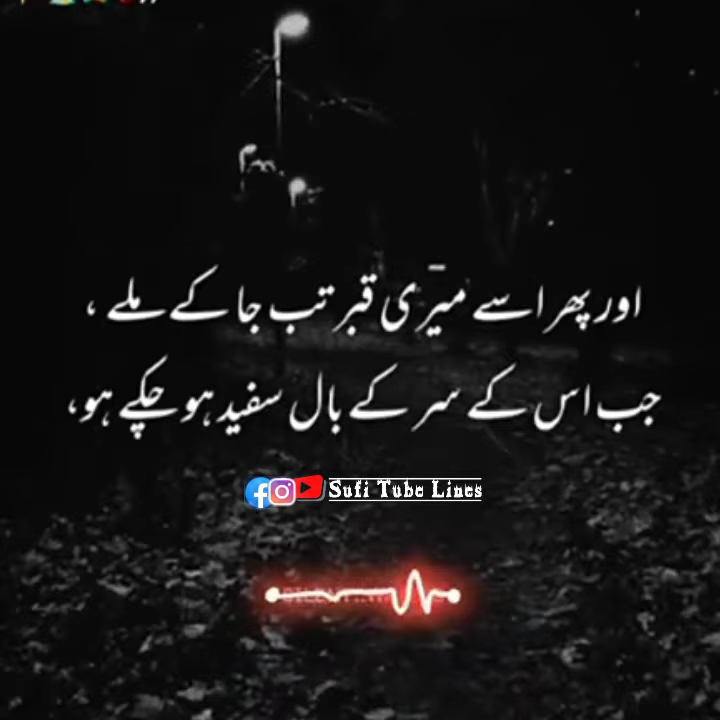 اور پھر اسے میری قبر تب جا کے ملے ،
جب اس کے سر کے بال سفید ہو چکے ہو،
Sufi Tube Lines